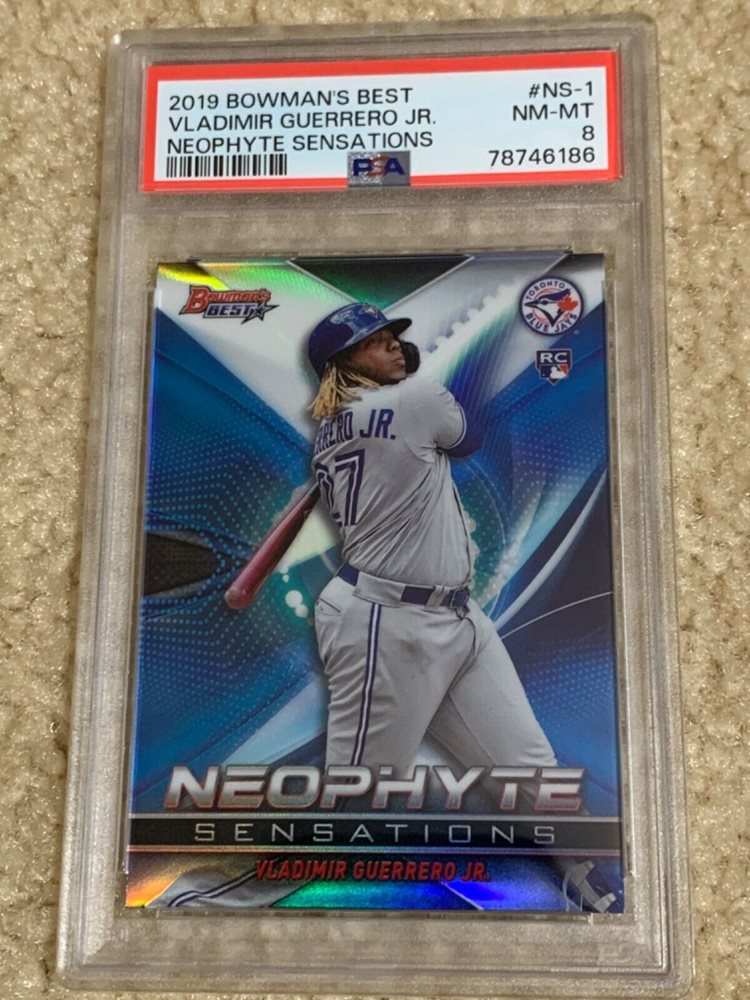 2019 BOWMAN'S BEST #NS-1
VLADIMIR GUERRERO JR. NM-MT
NEOPHYTE SENSATIONS 8
PSA 78746186
Bowman's
BEST
TORONTO
BLUE JAYS
RC
RRERO JR.
27
NEOPHYTE
SENSATIONS
VLADIMIR GUERRERO JR.